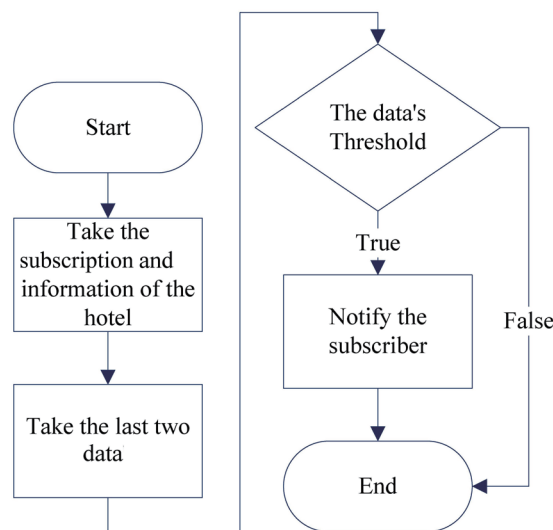 Start
Take the
subscription and
information of the
hotel
Take the last two
data
The data's
Threshold
True
False
Notify the
subscriber
End